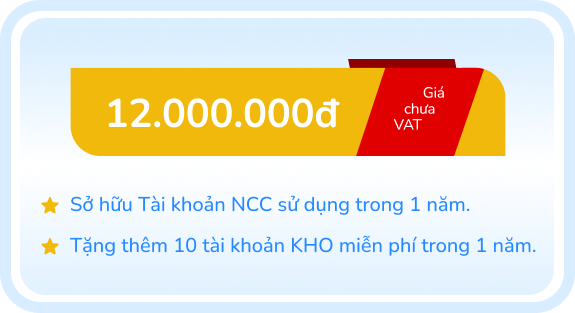 12.000.000đ
Giá
chưa
VAT
Sở hữu Tài khoản NCC sử dụng trong 1 năm.
Tặng thêm 10 tài khoản KHO miễn phí trong 1 năm.